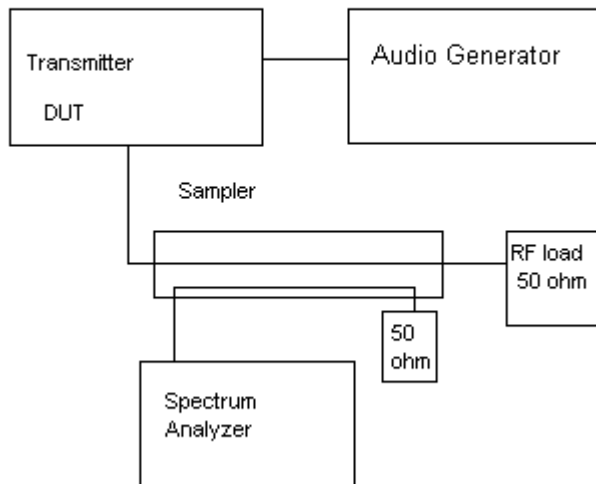 Transmitter
DUT
Audio Generator
Sampler
RF load
50 ohm
50
ohm
Spectrum
Analyzer